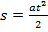 s = at²/2